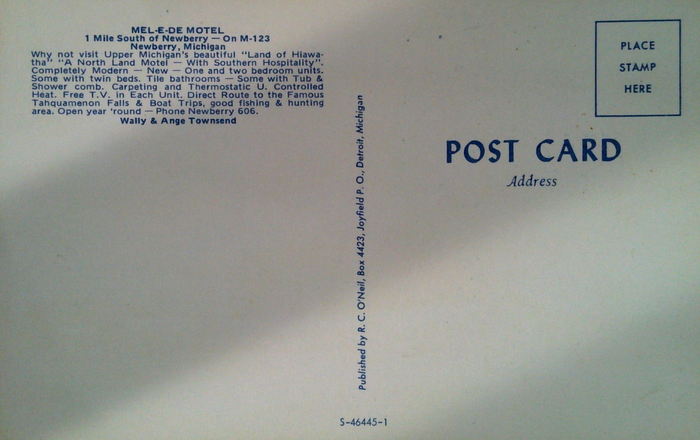 MEL-E-DE MOTEL
1 Mile South of Newberry — On M-123
Newberry, Michigan
Why not visit Upper Michigan's beautiful "Land of Hiawa-
tha" "A North Land Motel — With Southern Hospitality".
Completely Modern — New — One and two bedroom units.
Some with twin beds. Tile bathrooms — Some with Tub &
Shower comb. Carpeting and Thermostatic U. Controlled
Heat. Free T.V. in Each Unit. Direct Route to the Famous
Tahquamenon Falls & Boat Trips, good fishing & hunting
area. Open year 'round — Phone Newberry 606.
Wally & Ange Townsend
Published by R. C. O'Neil, Box 4423, Joyfield P. O., Detroit, Michigan
S-46445-1
PLACE
STAMP
HERE
POST CARD
Address